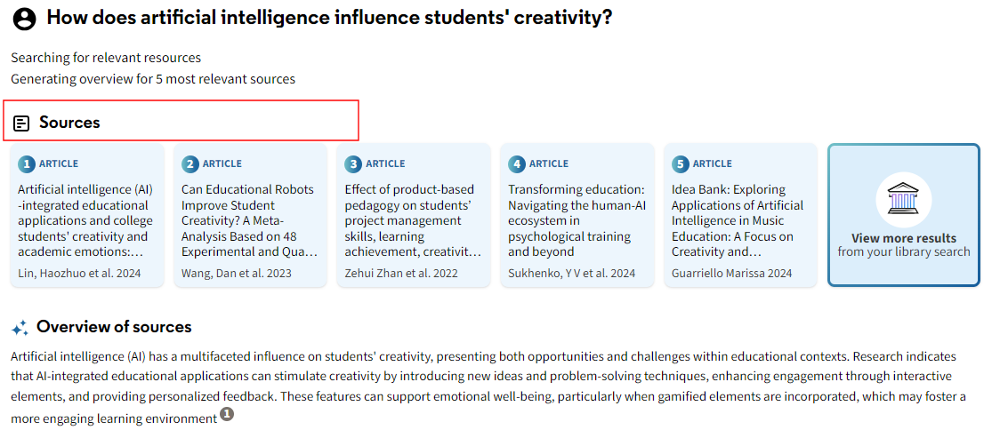 How does artificial intelligence influence students' creativity?
Searching for relevant resources
Generating overview for 5 most relevant sources
Sources
1 ARTICLE
Artificial intelligence (AI)
-integrated educational
applications and college
students' creativity and
academic emotions:…
Lin, Haozhuo et al. 2024
2 ARTICLE
Can Educational Robots
Improve Student
Creativity? A Meta-
Analysis Based on 48
Experimental and Qua…
Wang, Dan et al. 2023
3 ARTICLE
Effect of product-based
pedagogy on students’
project management
skills, learning
achievement, creativit…
Zehui Zhan et al. 2022
4 ARTICLE
Transforming education:
Navigating the human-AI
ecosystem in
psychological training
and beyond
Sukhenko, Y V et al. 2024
5 ARTICLE
Idea Bank: Exploring
Applications of Artificial
Intelligence in Music
Education: A Focus on
Creativity and…
Guarriello Marissa 2024
View more results
from your library search
Overview of sources
Artificial intelligence (AI) has a multifaceted influence on students' creativity, presenting both opportunities and challenges within educational contexts. Research indicates
that AI-integrated educational applications can stimulate creativity by introducing new ideas and problem-solving techniques, enhancing engagement through interactive
elements, and providing personalized feedback. These features can support emotional well-being, particularly when gamified elements are incorporated, which may foster a
more engaging learning environment 1